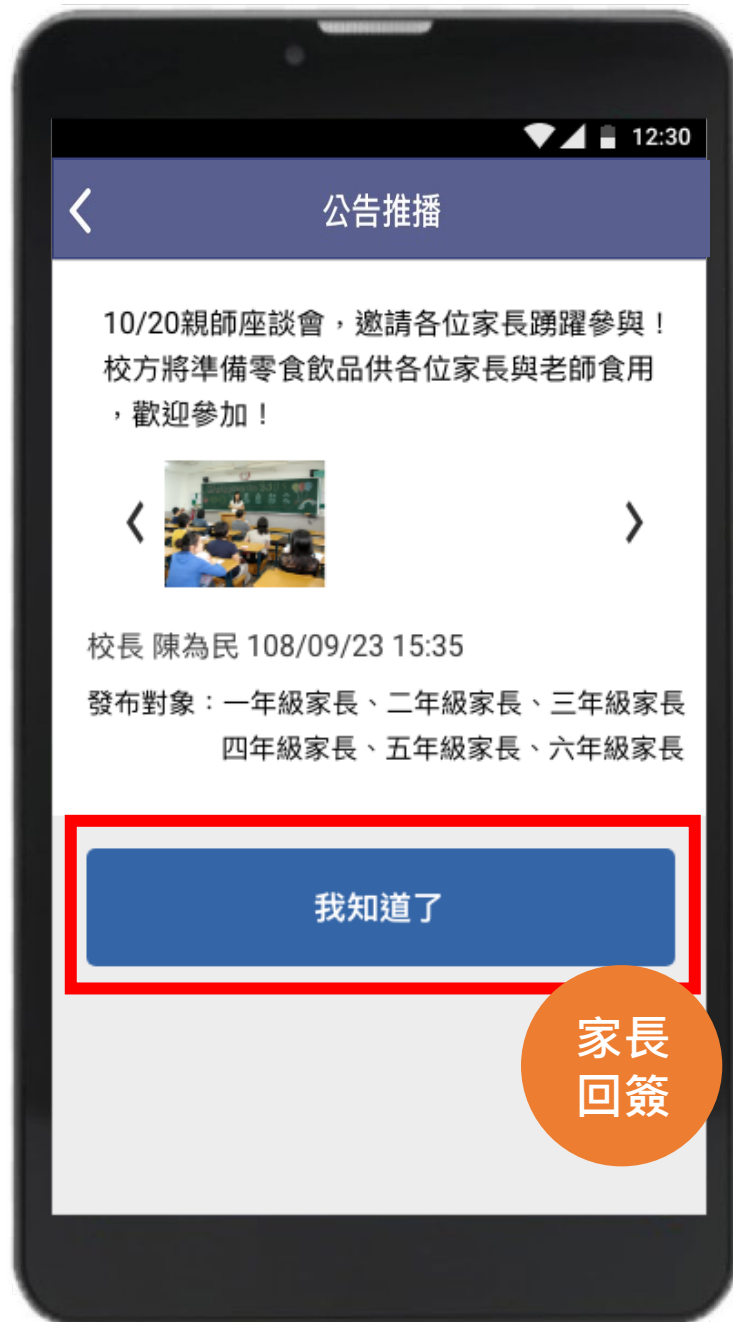 12:30
公告推播
10/20親師座談會，邀請各位家長踴躍參與！
校方將準備零食飲品供各位家長與老師食用
，歡迎參加！
校長 陳為民 108/09/23 15:35
發布對象：一年級家長、二年級家長、三年級家長
四年級家長、五年級家長、六年級家長
我知道了
家長
回簽